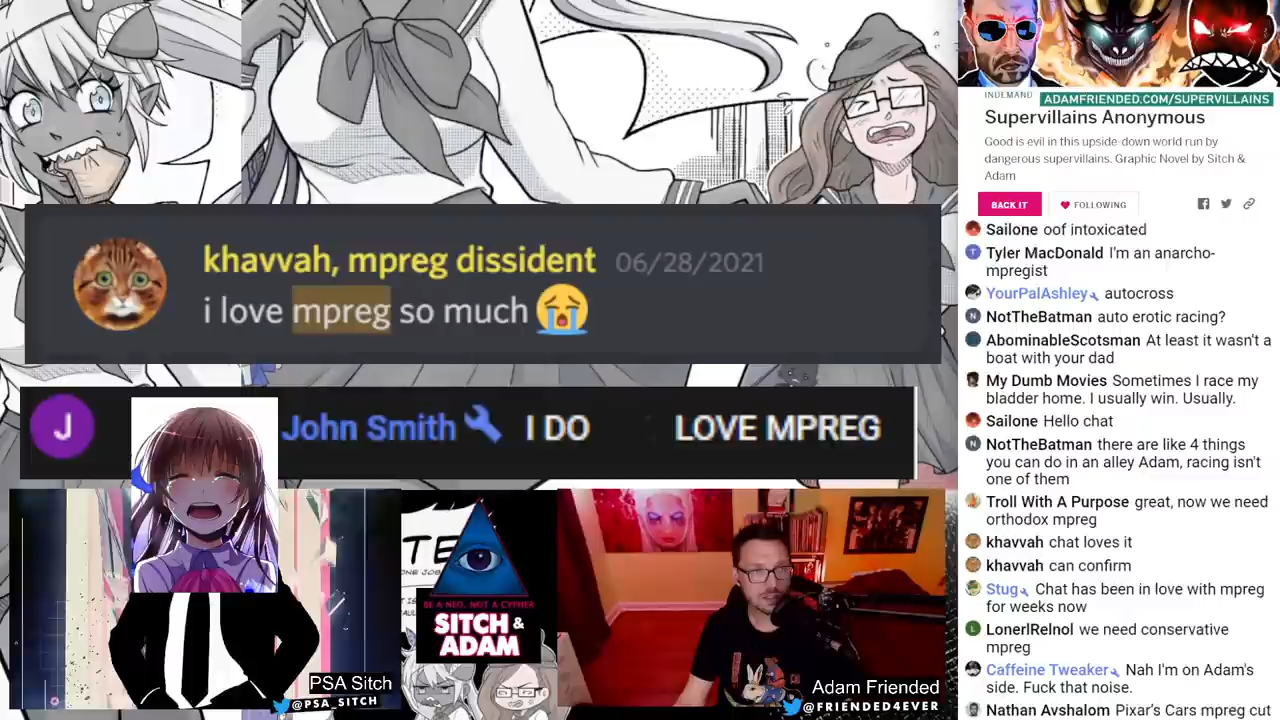 khavvah, mpreg dissident 06/28/2021
i love mpreg so much 😭
J
John Smith I DO LOVE MPREG
BE A NEO, NOT A CYPHER
SITCH &
ADAM
PSA Sitch
@PSA_SITCH
Adam Friended
@FRIENDED4EVER
INDEMAND
ADAMFRIENDED.COM/SUPERVILLAINS
Supervillains Anonymous
Good is evil in this upside-down world run by
dangerous supervillains. Graphic Novel by Sitch &
Adam
BACK IT
FOLLOWING
Sailone oof intoxicated
Tyler MacDonald I'm an anarcho-
mpregist
YourPalAshley autocross
NotTheBatman auto erotic racing?
AbominableScotsman At least it wasn't a
boat with your dad
My Dumb Movies Sometimes I race my
bladder home. I usually win. Usually.
Sailone Hello chat
NotTheBatman there are like 4 things
you can do in an alley Adam, racing isn't
one of them
Troll With A Purpose great, now we need
orthodox mpreg
khavvah chat loves it
khavvah can confirm
Stug Chat has been in love with mpreg
for weeks now
LonerlRelnol we need conservative
mpreg
Caffeine Tweaker Nah I'm on Adam's
side. Fuck that noise.
Nathan Avshalom Pixar's Cars mpreg cut